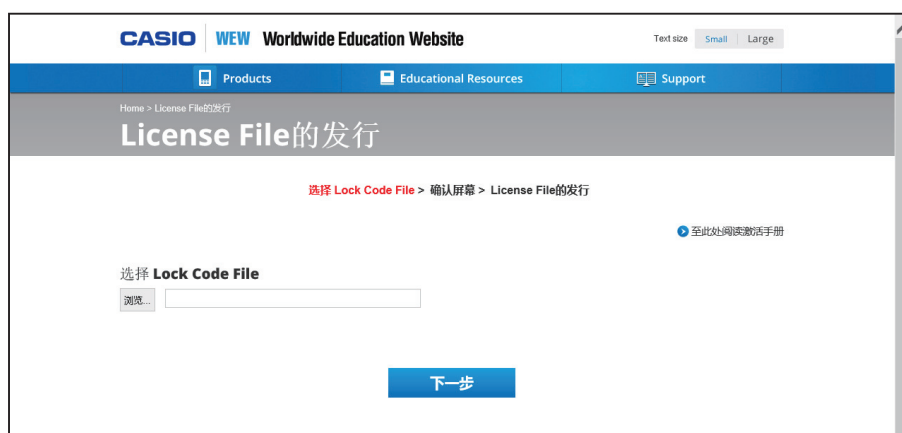 CASIO WEW Worldwide Education Website Text size Small Large
Products Educational Resources Support
Home > License File的发行
License File的发行
选择 Lock Code File > 确认屏幕 > License File的发行
至此处阅读激活手册
选择 Lock Code File
浏览...
下一步